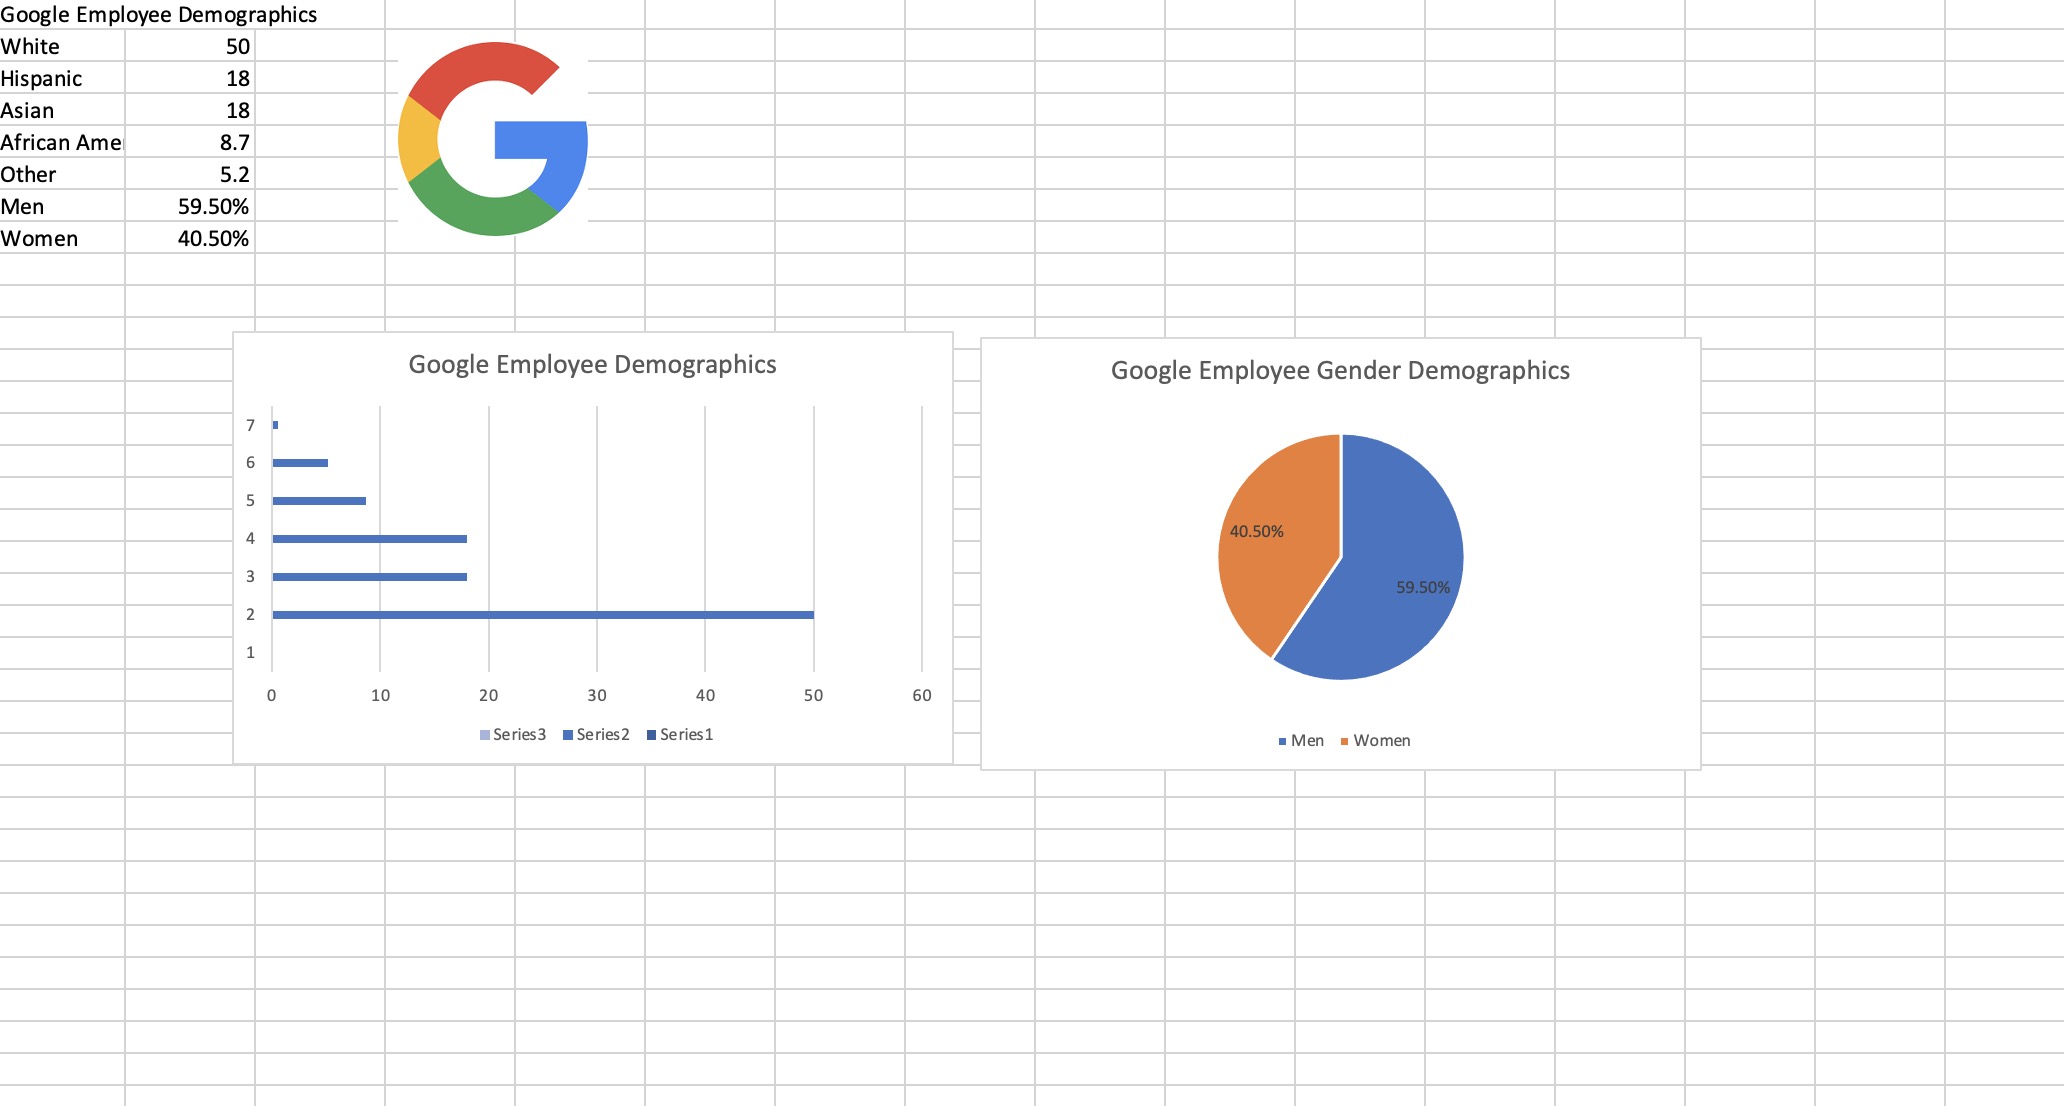 Google Employee Demographics
White 50
Hispanic 18
Asian 18
African Amer 8.7
Other 5.2
Men 59.50%
Women 40.50%
Google Employee Demographics
7
6
5
4
3
2
1
0 10 20 30 40 50 60
Series3 Series2 Series1
Google Employee Gender Demographics
40.50%
59.50%
Men Women